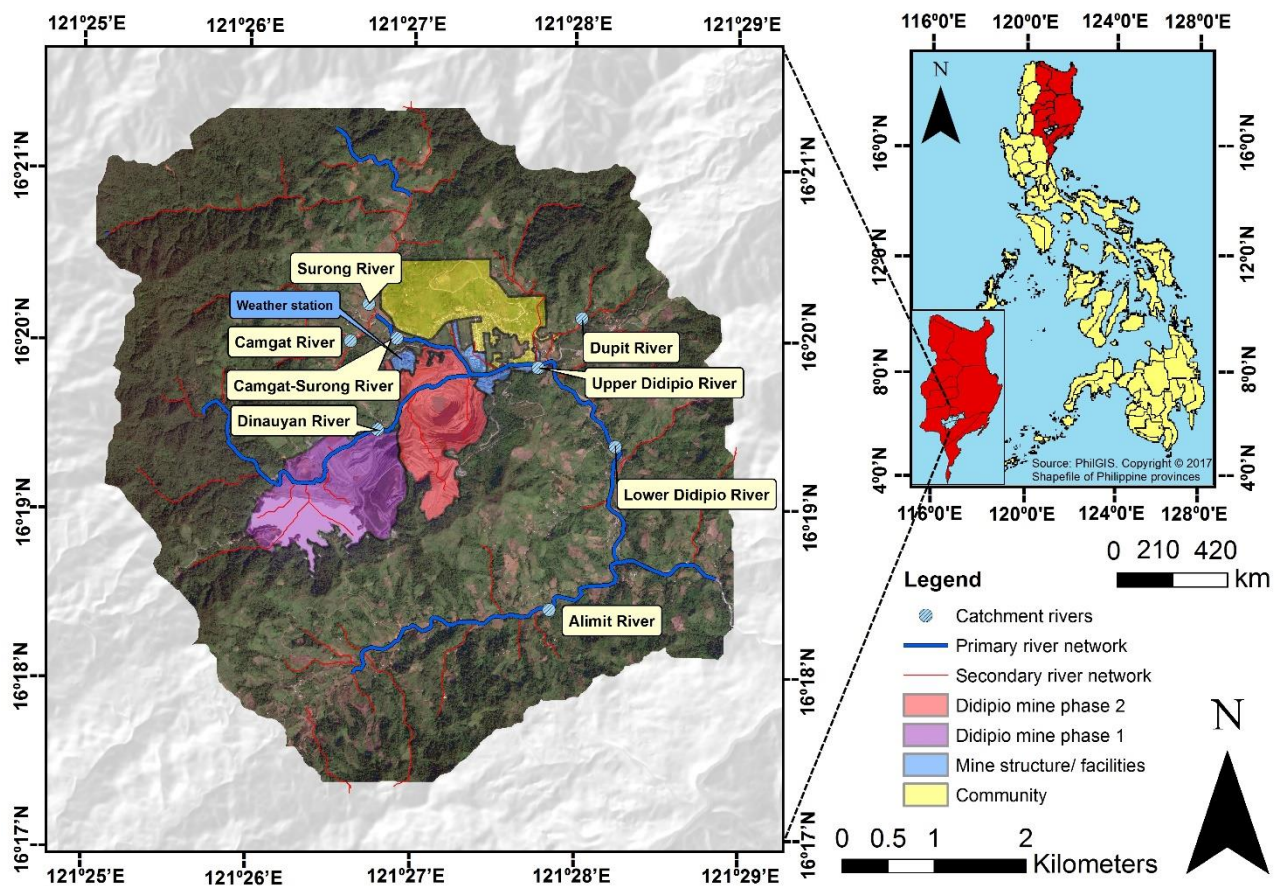 121°25'E 121°26'E 121°27'E 121°28'E 121°29'E
116°0'E 120°0'E 124°0'E 128°0'E
16°21'N
16°20'N
16°19'N
16°18'N
16°17'N
Surong River
Weather station
Camgat River
Camgat-Surong River
Dinauyan River
Dupit River
Upper Didipio River
Lower Didipio River
Alimit River
16°21'N
16°20'N
16°19'N
16°18'N
16°17'N
121°25'E 121°26'E 121°27'E 121°28'E 121°29'E
N
16°0'N
12°0'N
8°0'N
4°0'N
16°0'N
12°0'N
8°0'N
4°0'N
Source: PhilGIS. Copyright © 2017
Shapefile of Philippine provinces
116°0'E 120°0'E 124°0'E 128°0'E
0 210 420
km
Legend
Catchment rivers
Primary river network
Secondary river network
Didipio mine phase 2
Didipio mine phase 1
Mine structure/ facilities
Community
N
0 0.5 1 2
Kilometers